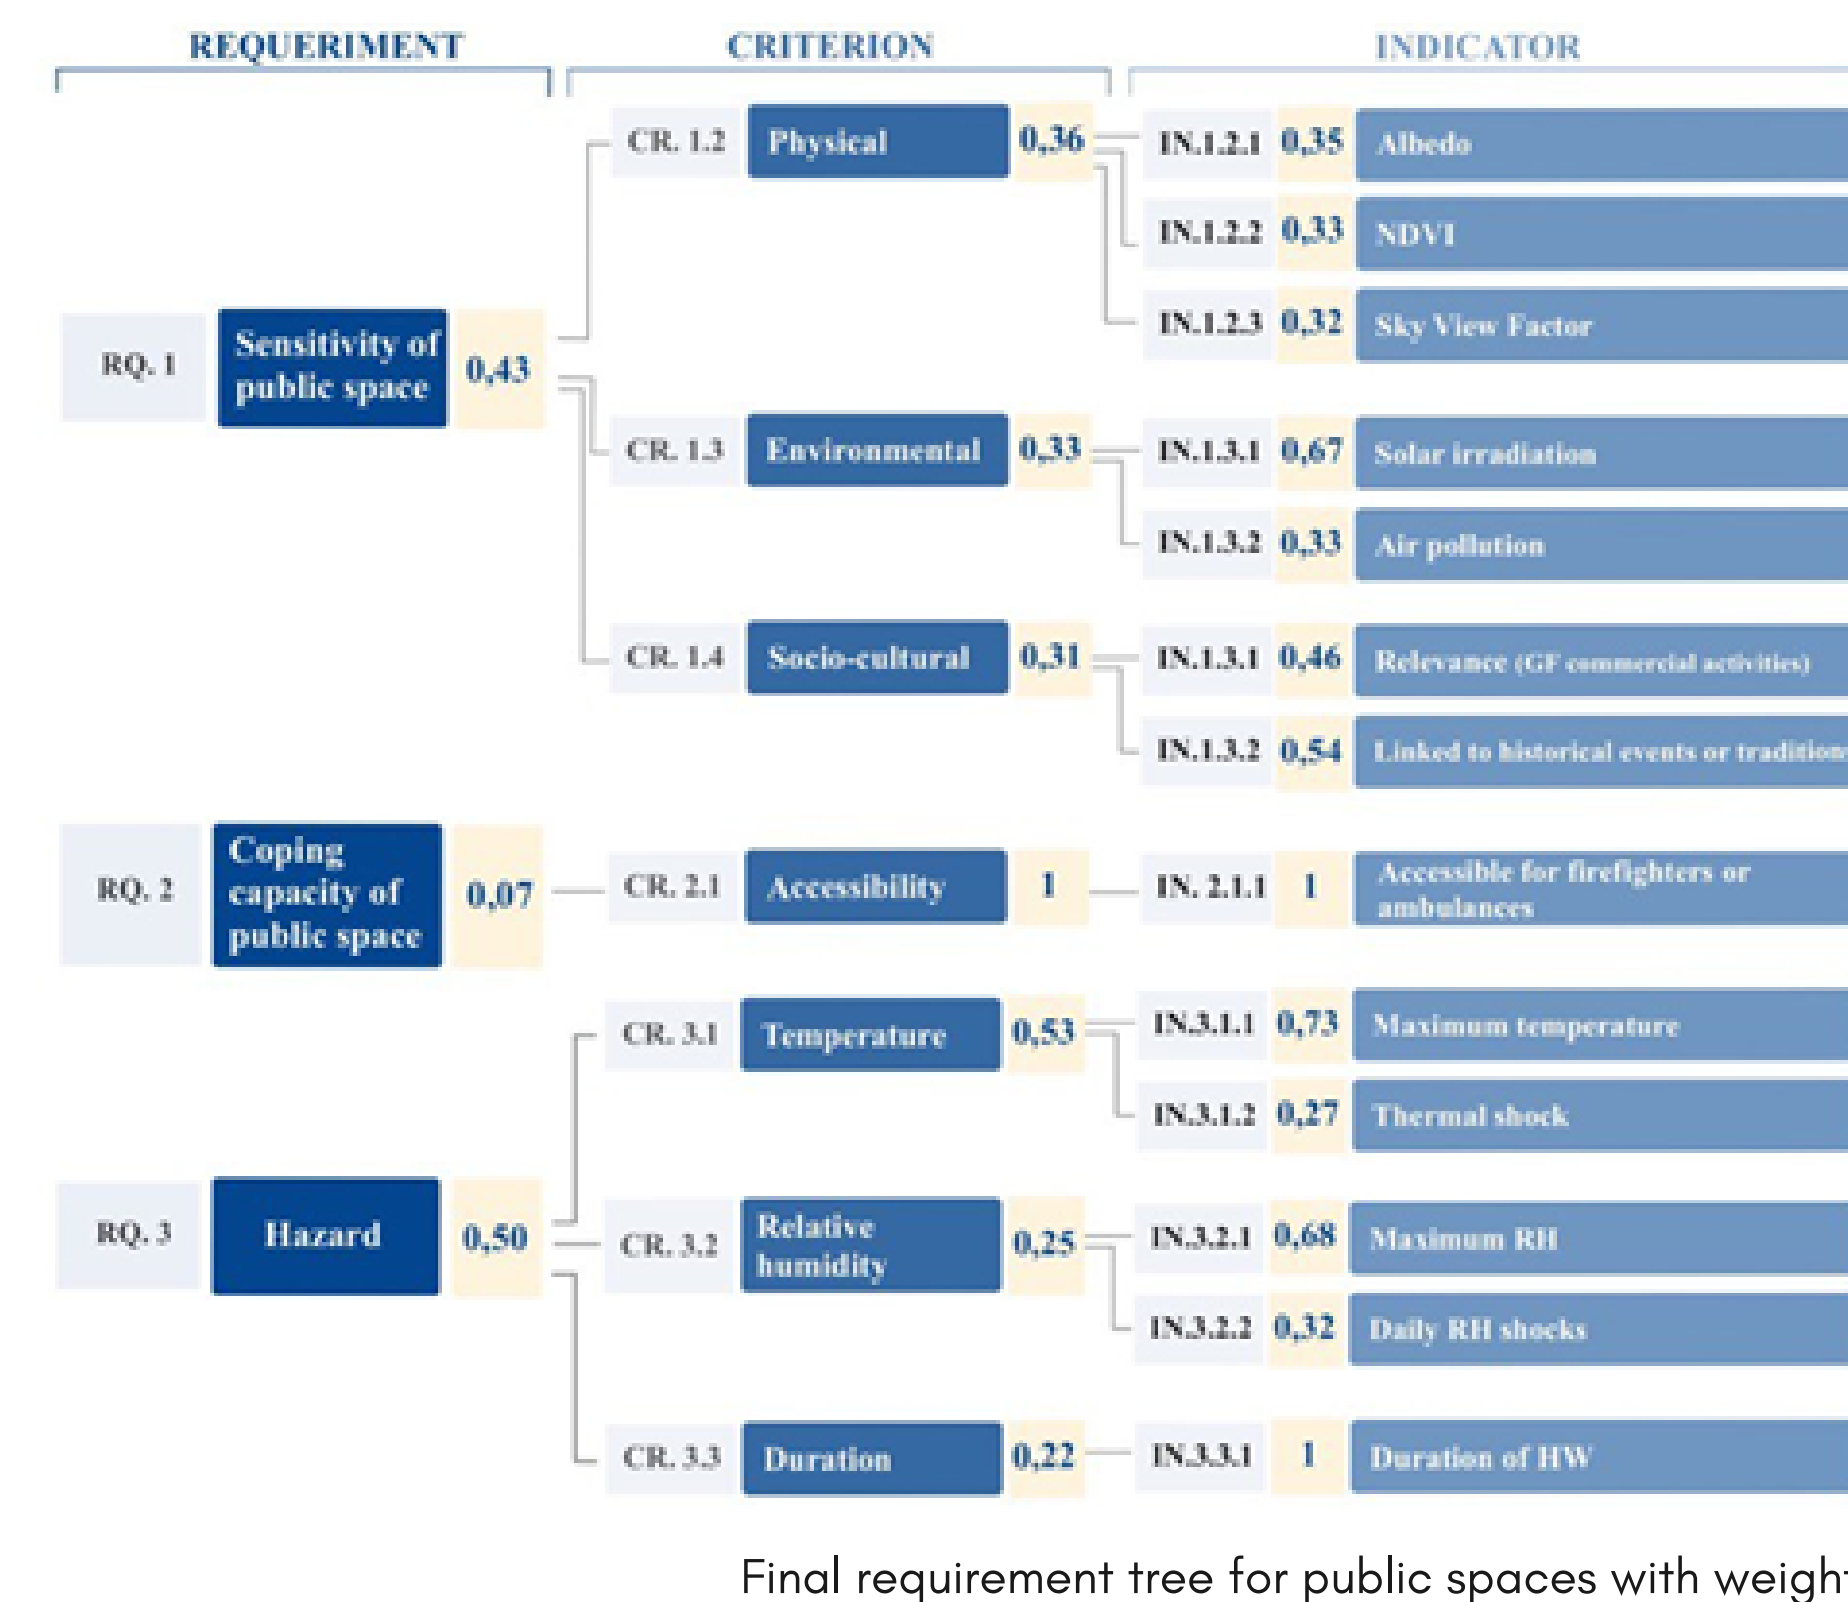 REQUERIMENT
CRITERION
INDICATOR
CR. 1.2 Physical 0,36 IN.1.2.1 0,35 Albedo
IN.1.2.2 0,33 NDVI
IN.1.2.3 0,32 Sky View Factor
RQ. 1 Sensitivity of
public space 0,43
CR. 1.3 Environmental 0,33 IN.1.3.1 0,67 Solar irradiation
IN.1.3.2 0,33 Air pollution
CR. 1.4 Socio-cultural 0,31 IN.1.3.1 0,46 Relevance (GF commercial activities)
IN.1.3.2 0,54 Linked to historical events or tradition
RQ. 2 Coping
capacity of
public space 0,07
CR. 2.1 Accessibility 1 IN. 2.1.1 1 Accessible for firefighters or
ambulances
CR. 3.1 Temperature 0,53 IN.3.1.1 0,73 Maximum temperature
IN.3.1.2 0,27 Thermal shock
RQ. 3 Hazard 0,50
CR. 3.2 Relative
humidity 0,25 IN.3.2.1 0,68 Maximum RH
IN.3.2.2 0,32 Daily RH shocks
CR. 3.3 Duration 0,22 IN.3.3.1 1 Duration of HW
Final requirement tree for public spaces with weight